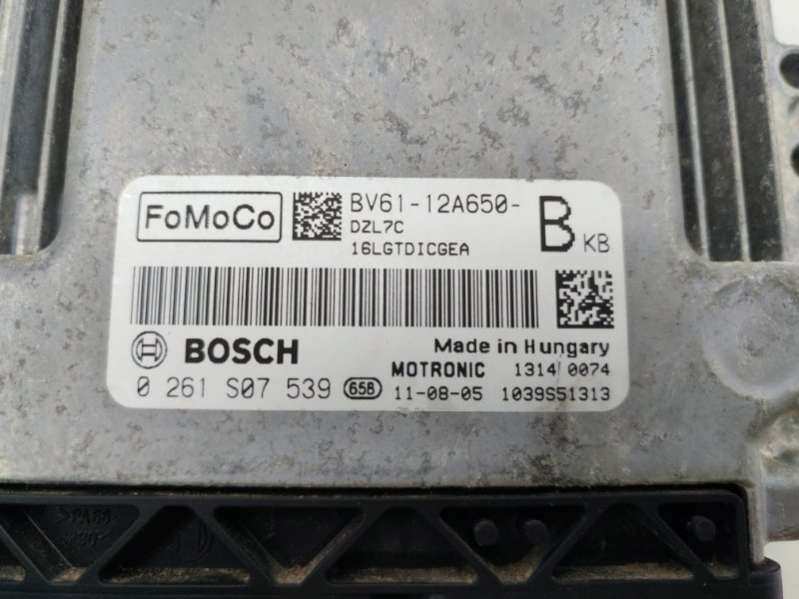 FoMoCo
BV61-12A650-
B KB
DZL7C
16LGTDICGEA
BOSCH
Made in Hungary
MOTRONIC 1314/0074
0 261 S07 539 658 11-08-05 1039S51313